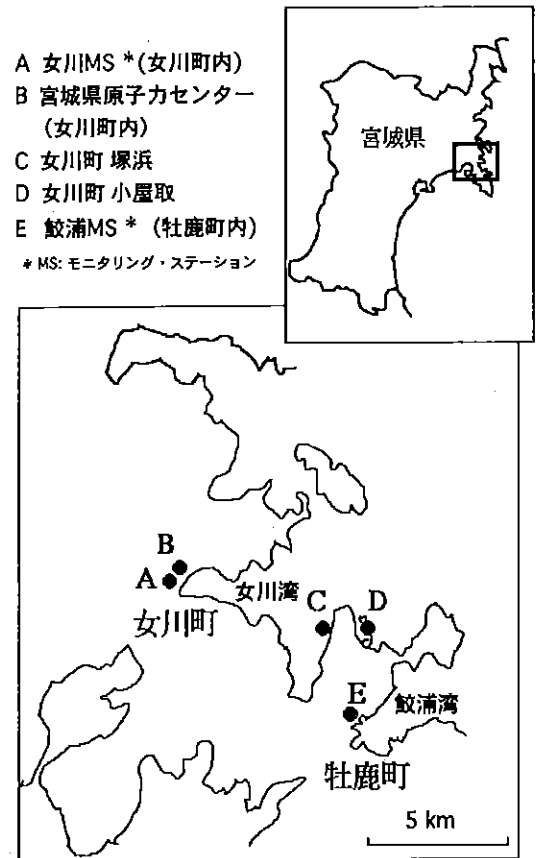 A 女川MS *(女川町内)
B 宮城県原子力センター
(女川町内)
C 女川町 塚浜
D 女川町 小屋取
E 鮫浦MS * (牡鹿町内)
* MS: モニタリング・ステーション
宮城県
B
A
女川湾
女川町
C
D
E
鮫浦湾
牡鹿町
5 km